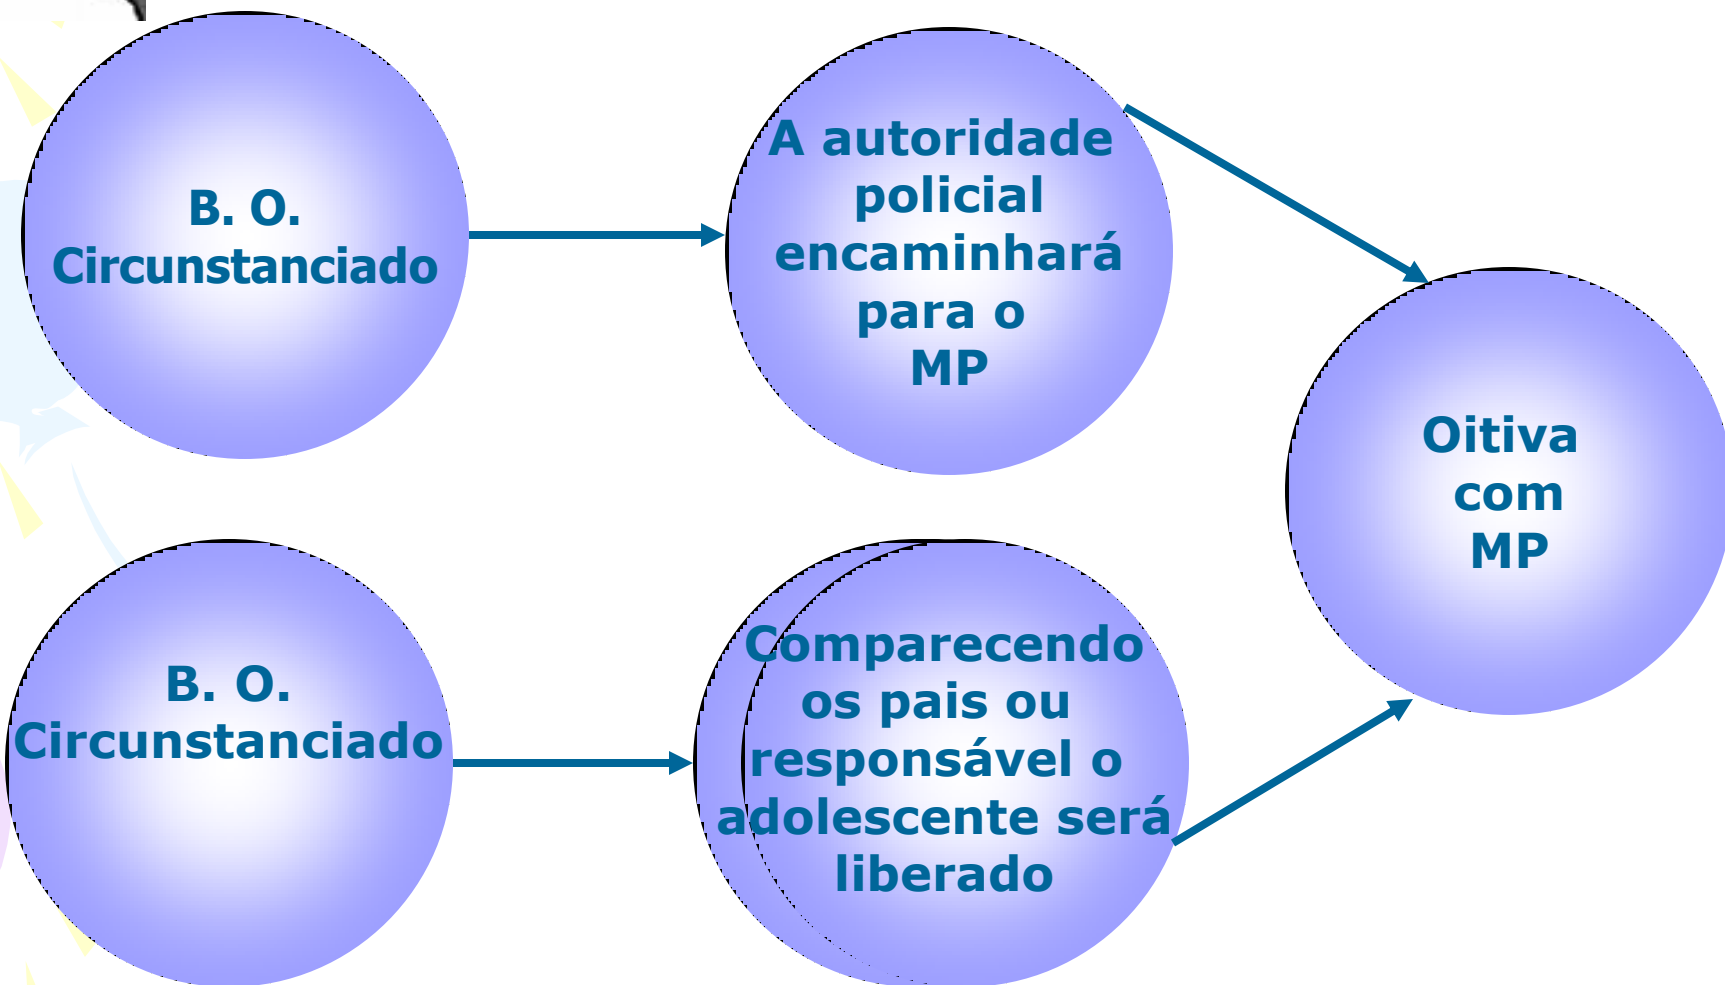 B. O.
Circunstanciado
A autoridade
policial
encaminhará
para o
MP
Oitiva
com
MP
B. O.
Circunstanciado
Comparecendo
os pais ou
responsável o
adolescente será
liberado